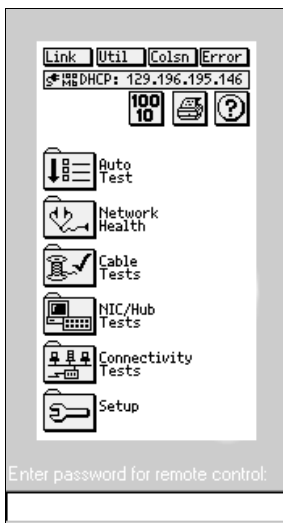 Link Util Colsn Error
DHCP: 129.196.195.146
100
10
?
Auto
Test
Network
Health
Cable
Tests
NIC/Hub
Tests
Connectivity
Tests
Setup
Enter password for remote control: